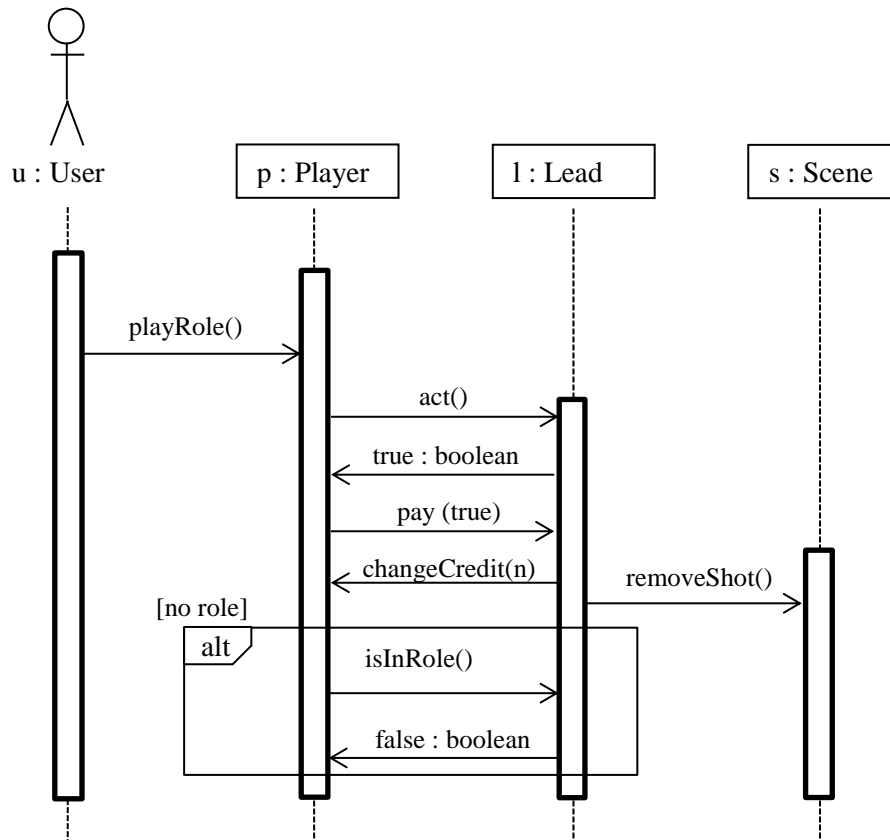 u : User
p : Player
l : Lead
s : Scene
playRole()
act()
true : boolean
pay (true)
changeCredit(n)
removeShot()
[no role]
alt
isInRole()
false : boolean